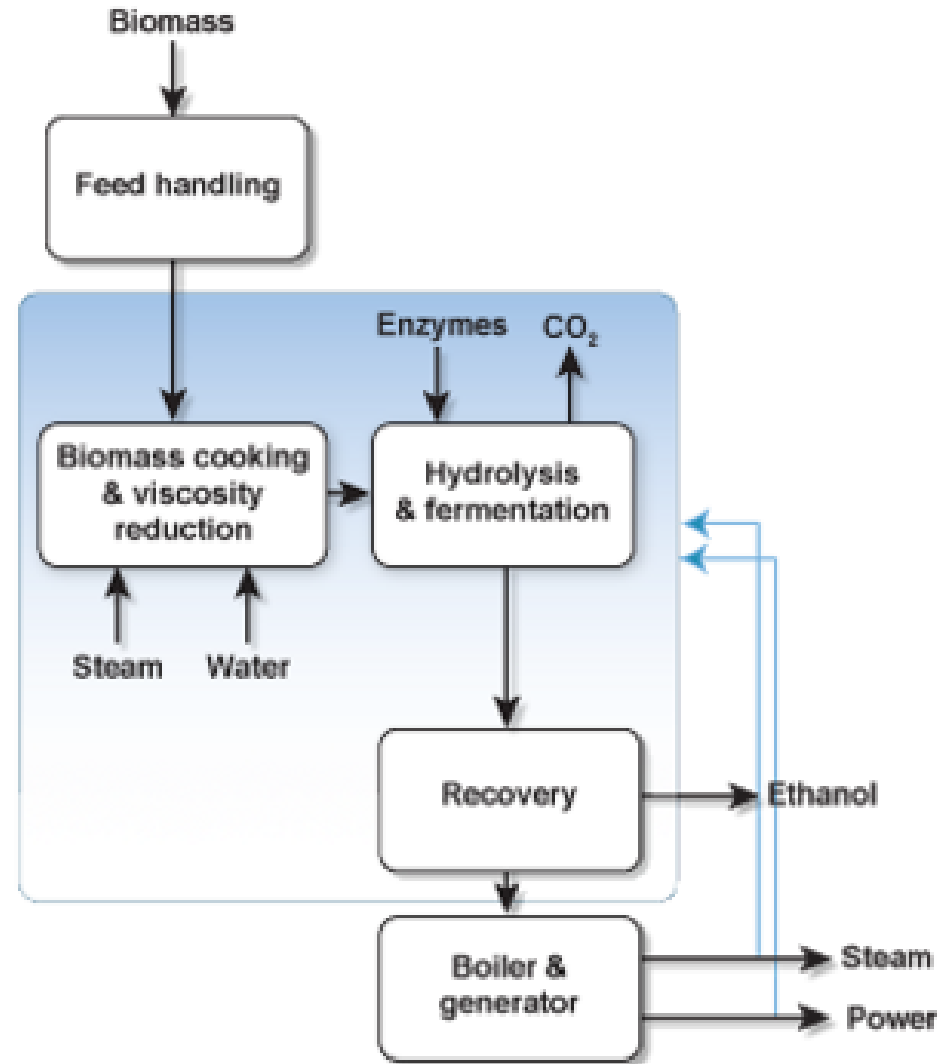 Biomass
Feed handling
Enzymes
CO₂
Biomass cooking
& viscosity
reduction
Hydrolysis
& fermentation
Steam
Water
Recovery
Ethanol
Boiler &
generator
Steam
Power